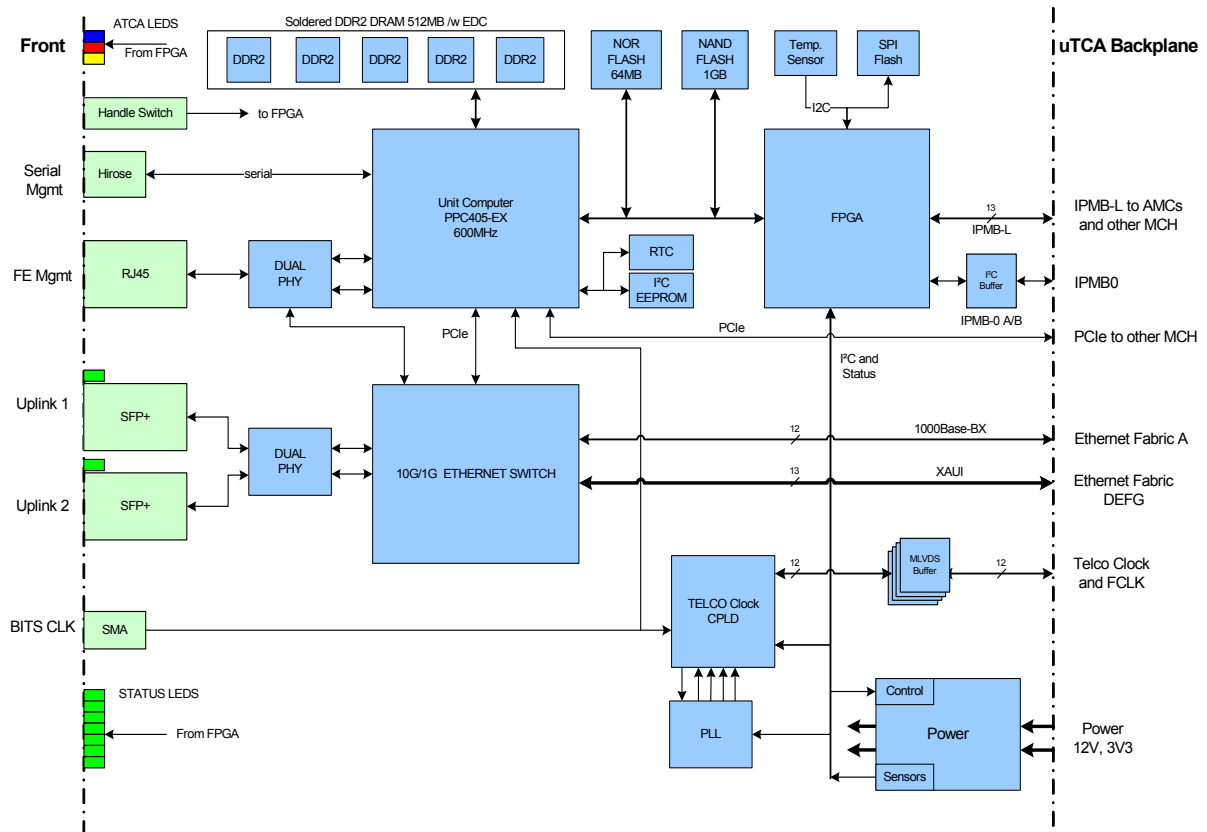 Soldered DDR2 DRAM 512MB /w EDC
ATCA LEDS
Front
From FPGA
DDR2
DDR2
DDR2
DDR2
DDR2
NOR
FLASH
64MB
NAND
FLASH
1GB
Temp.
Sensor
SPI
Flash
uTCA Backplane
I2C
Handle Switch
to FPGA
Serial
Mgmt
Hirose
serial
Unit Computer
PPC405-EX
600MHz
FPGA
13
IPMB-L
IPMB-L to AMCs
and other MCH
FE Mgmt
RJ45
DUAL
PHY
RTC
I²C
EEPROM
I²C
Buffer
IPMB-0 A/B
IPMB0
PCIe
PCIe
PCIe to other MCH
I²C and
Status
Uplink 1
SFP+
DUAL
PHY
10G/1G ETHERNET SWITCH
12
1000Base-BX
Ethernet Fabric A
13
XAUI
Ethernet Fabric
DEFG
Uplink 2
SFP+
12
MLVDS
Buffer
12
Telco Clock
and FCLK
TELCO Clock
CPLD
BITS CLK
SMA
STATUS LEDS
From FPGA
PLL
Control
Power
Sensors
Power
12V, 3V3